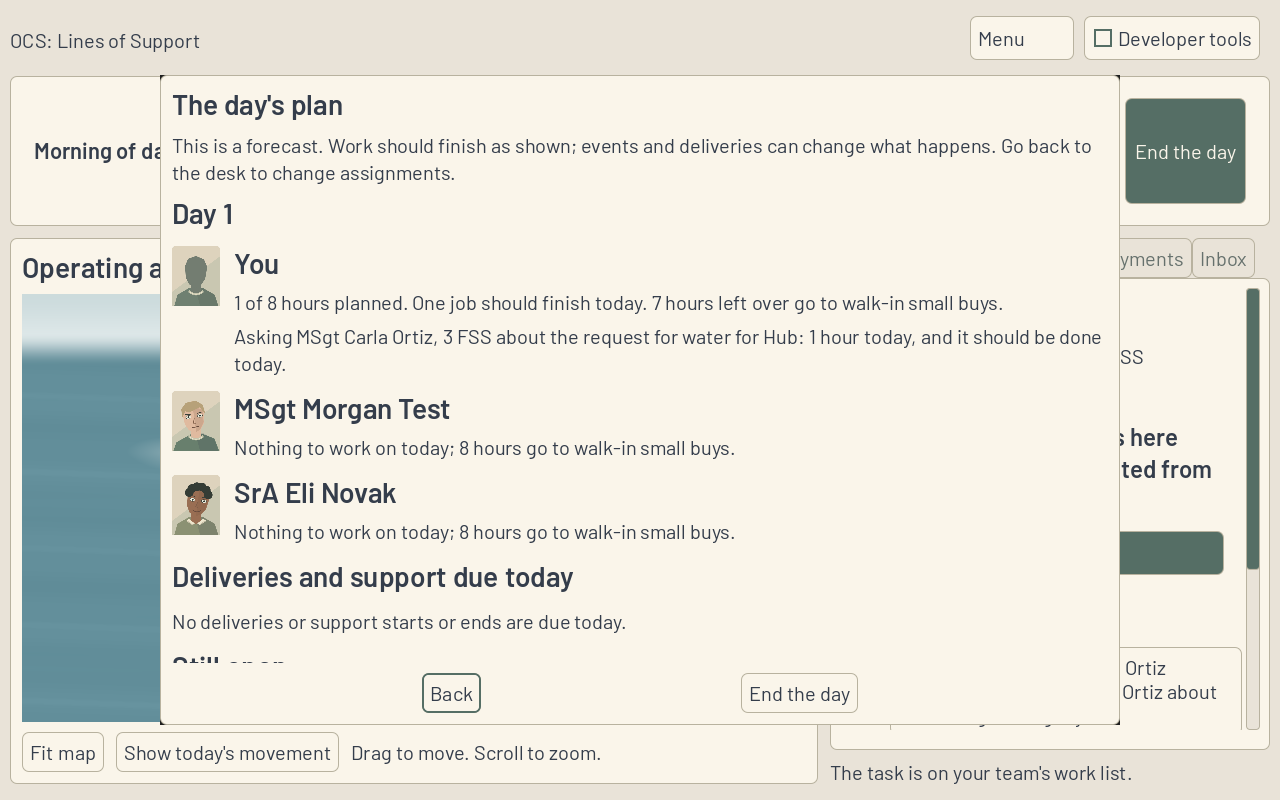 OCS: Lines of Support
Menu
Developer tools
Morning of da
End the day
Operating a
yments
Inbox
The day's plan
This is a forecast. Work should finish as shown; events and deliveries can change what happens. Go back to
the desk to change assignments.
Day 1
You
1 of 8 hours planned. One job should finish today. 7 hours left over go to walk-in small buys.
Asking MSgt Carla Ortiz, 3 FSS about the request for water for Hub: 1 hour today, and it should be done
today.
MSgt Morgan Test
Nothing to work on today; 8 hours go to walk-in small buys.
SrA Eli Novak
Nothing to work on today; 8 hours go to walk-in small buys.
Deliveries and support due today
No deliveries or support starts or ends are due today.
Still open
Back
End the day
SS
s here
ted from
Ortiz
Ortiz about
Fit map
Show today's movement
Drag to move. Scroll to zoom.
The task is on your team's work list.